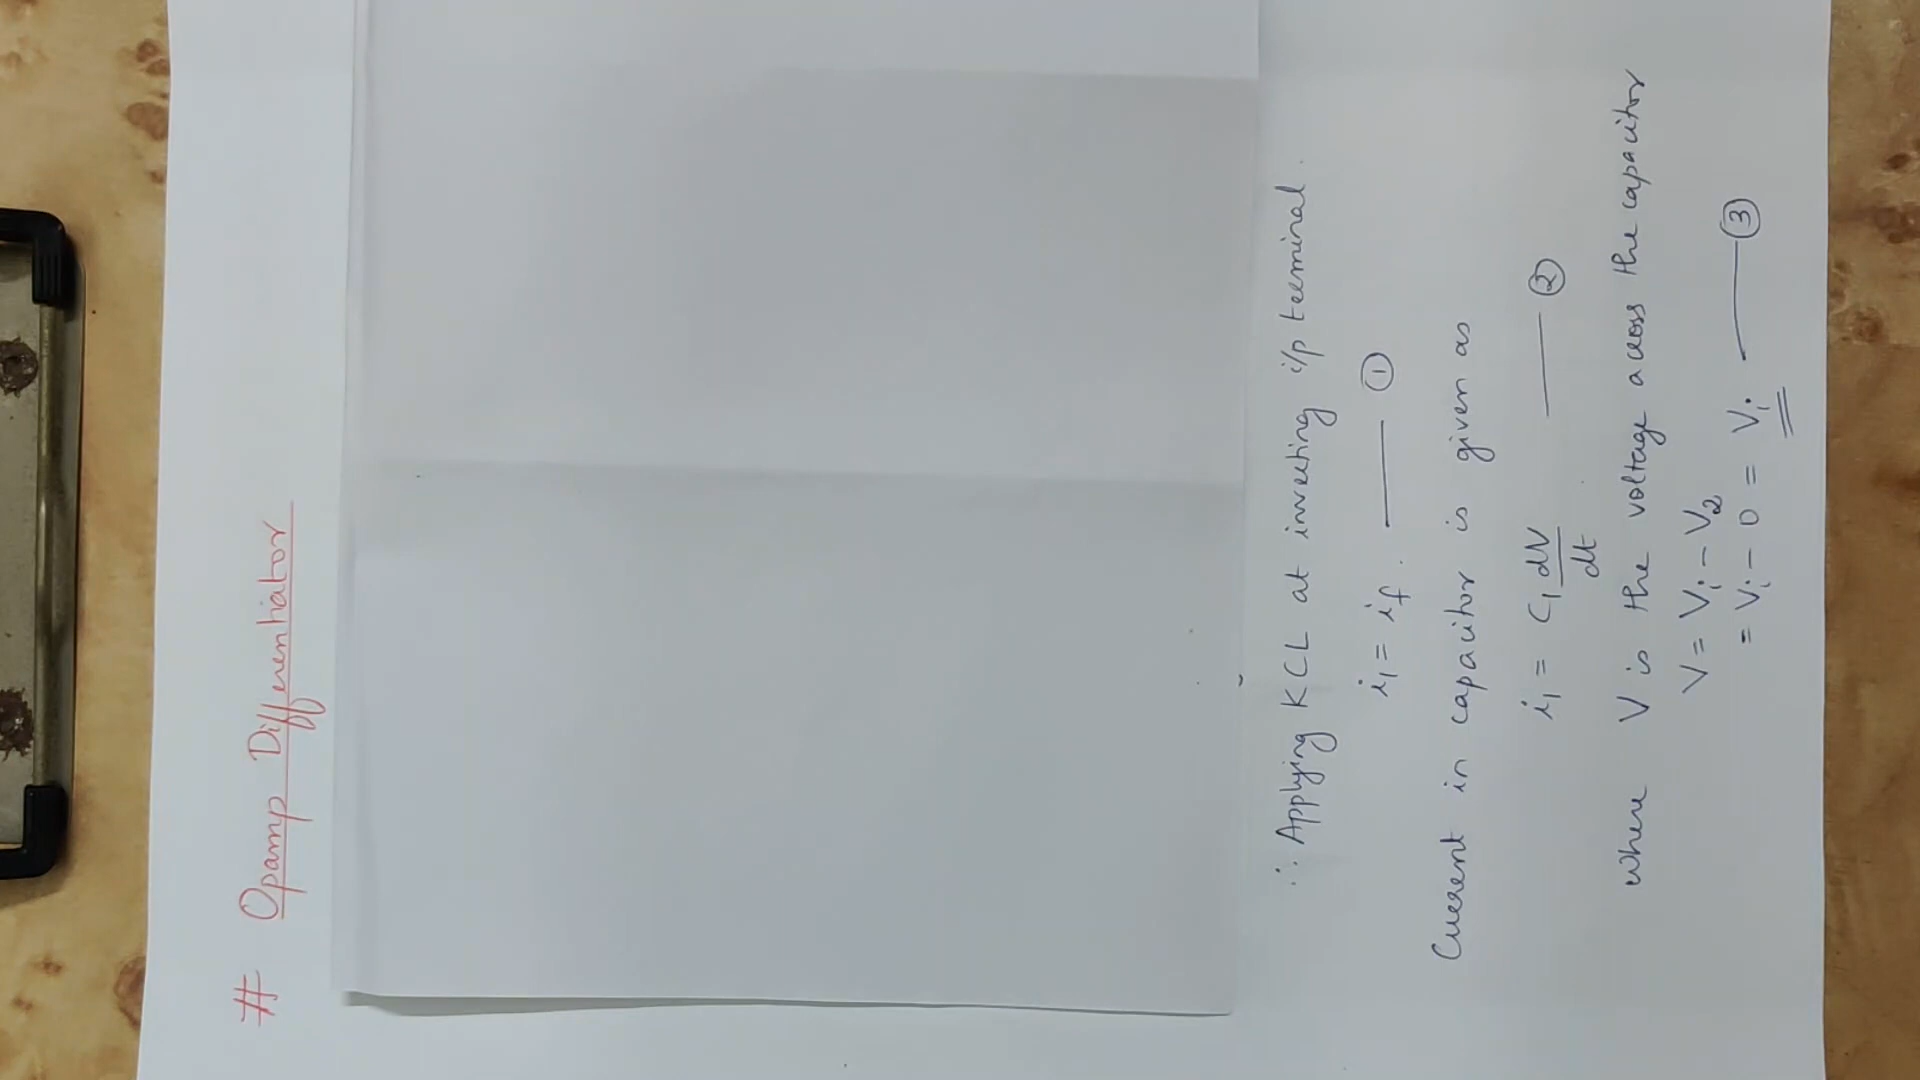 # Opamp Differentiator
∴ Applying KCL at inverting i/p terminal.
i₁ = i_f. —— ①
Current in capacitor is given as
i₁ = C₁ dV/dt —— ②
where V is the voltage across the capacitor
V = Vᵢ - V₂
= Vᵢ - 0 = Vᵢ —— ③